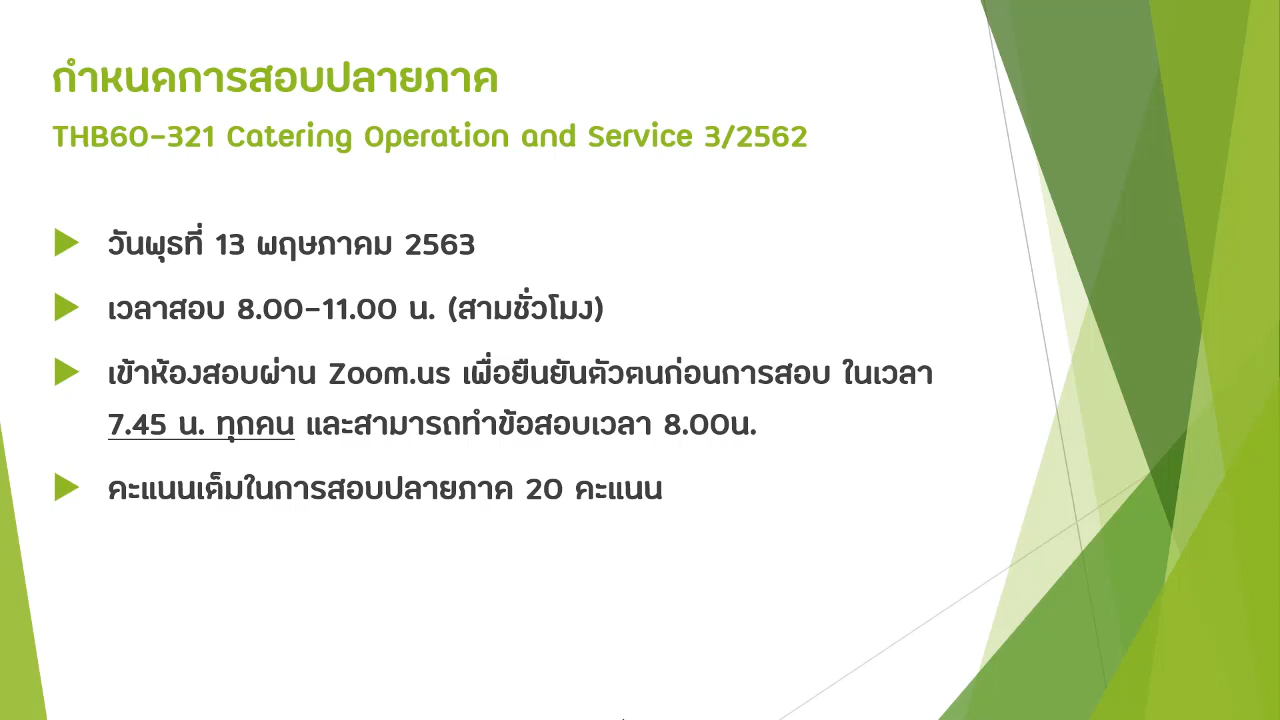 กำหนดการสอบปลายภาค
THB60-321 Catering Operation and Service 3/2562
วันพุธที่ 13 พฤษภาคม 2563
เวลาสอบ 8.00-11.00 น. (สามชั่วโมง)
เข้าห้องสอบผ่าน Zoom.us เพื่อยืนยันตัวตนก่อนการสอบ ในเวลา
7.45 น. ทุกคน และสามารถทำข้อสอบเวลา 8.00น.
คะแนนเต็มในการสอบปลายภาค 20 คะแนน